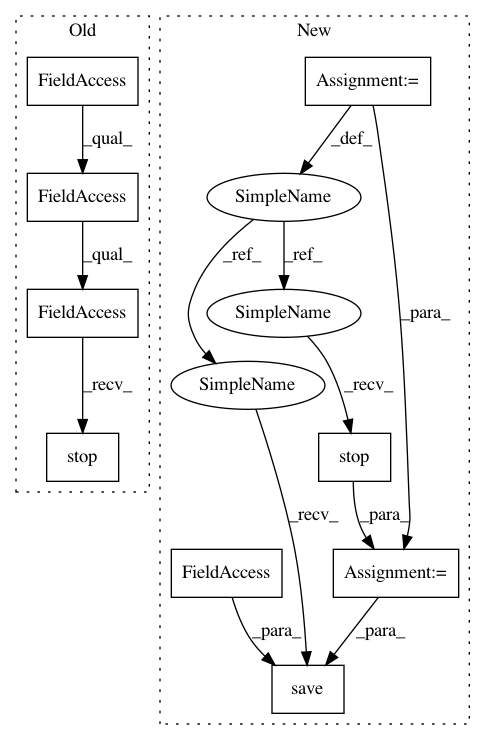 Old
New
FieldAccess
Assignment:=
_qual_
_def_
FieldAccess
SimpleName
_qual_
_ref_
_ref_
FieldAccess
SimpleName
_para_
SimpleName
_recv_
_recv_
stop
stop
_recv_
_para_
FieldAccess
Assignment:=
_para_
_para_
save